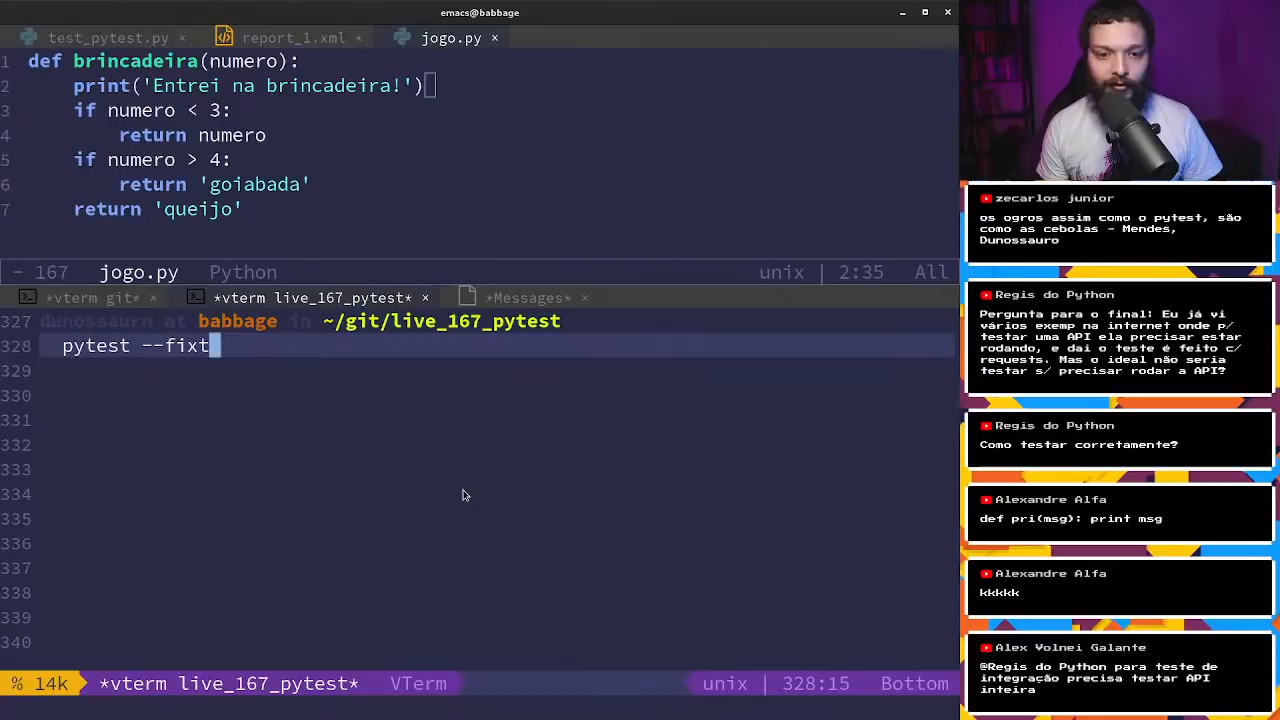 emacs@babbage
test_pytest.py × report_1.xml * jogo.py ×
1 def brincadeira(numero):
2 print('Entrei na brincadeira!')
3 if numero < 3:
4 return numero
5 if numero > 4:
6 return 'goiabada'
7 return 'queijo'
- 167 jogo.py Python unix | 2:35 All
*vterm git* × *vterm live_167_pytest* × *Messages* ×
327 dunossaurn at babbage in ~/git/live_167_pytest
328 pytest --fixt
329
330
331
332
333
334
335
336
337
338
339
340
% 14k *vterm live_167_pytest* VTerm unix | 328:15 Bottom
zecarlos junior
os ogros assim como o pytest, são
como as cebolas - Mendes,
Dunossauro
Regis do Python
Pergunta para o final: Eu já vi
vários exemp na internet onde p/
testar uma API ela precisar estar
rodando, e dai o teste é feito c/
requests. Mas o ideal não seria
testar s/ precisar rodar a API?
Regis do Python
Como testar corretamente?
Alexandre Alfa
def pri(msg): print msg
Alexandre Alfa
kkkkk
Alex Volnei Galante
@Regis do Python para teste de
integração precisa testar API
inteira